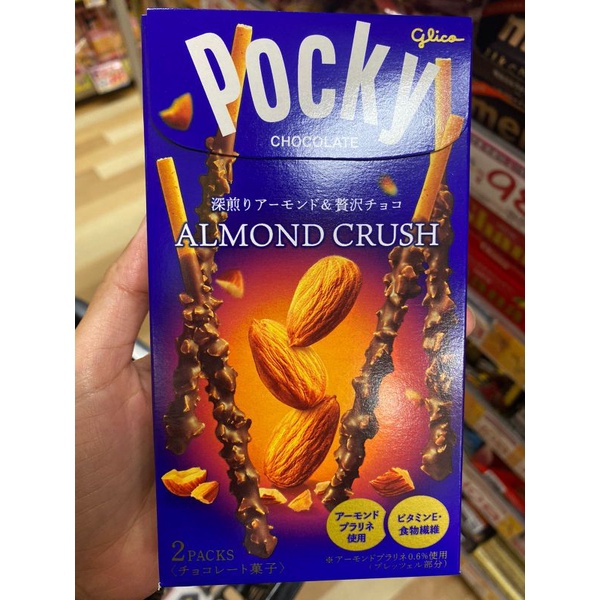 Pocky
glico
CHOCOLATE
深煎りアーモンド&贅沢チョコ
ALMOND CRUSH
アーモンド
プラリネ
使用
ビタミンE・
食物繊維
2 PACKS
〈チョコレート菓子〉
※アーモンドプラリネ0.6%使用
(プレッツェル部分)